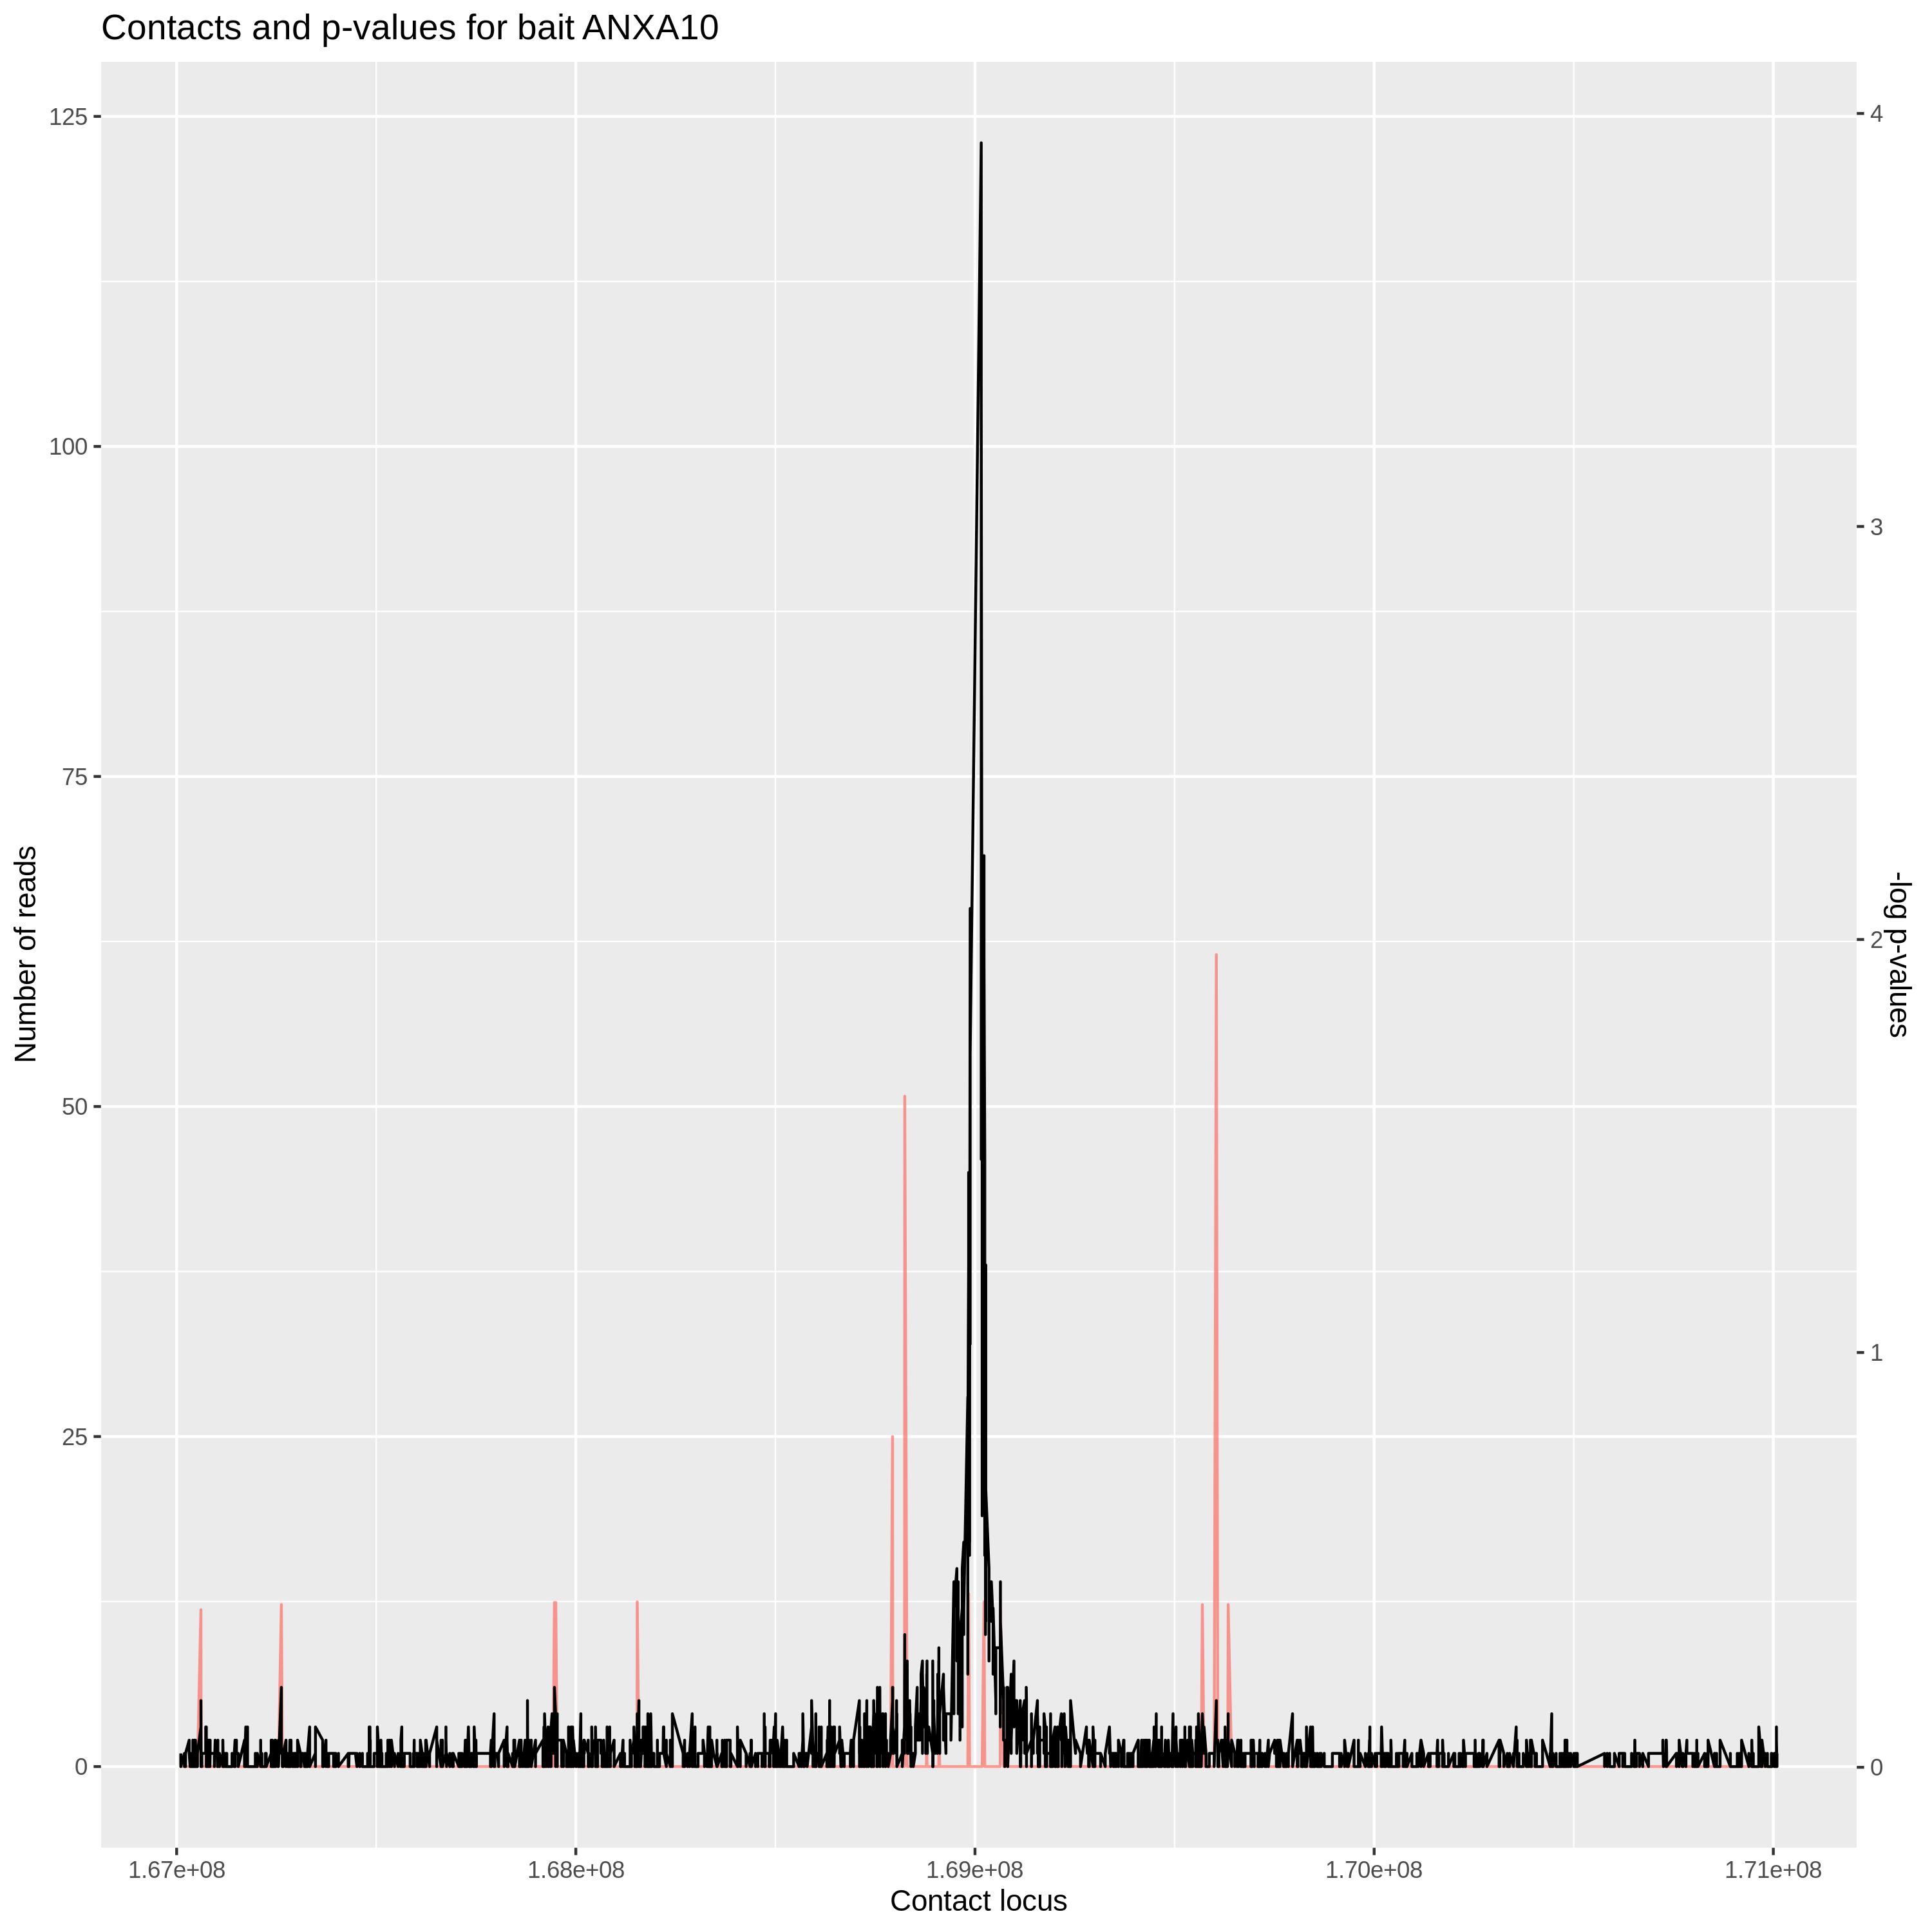 Contacts and p-values for bait ANXA10
125
100
75
50
25
0
Number of reads
4
3
2
1
0
-log p-values
1.67e+08 1.68e+08 1.69e+08 1.70e+08 1.71e+08
Contact locus